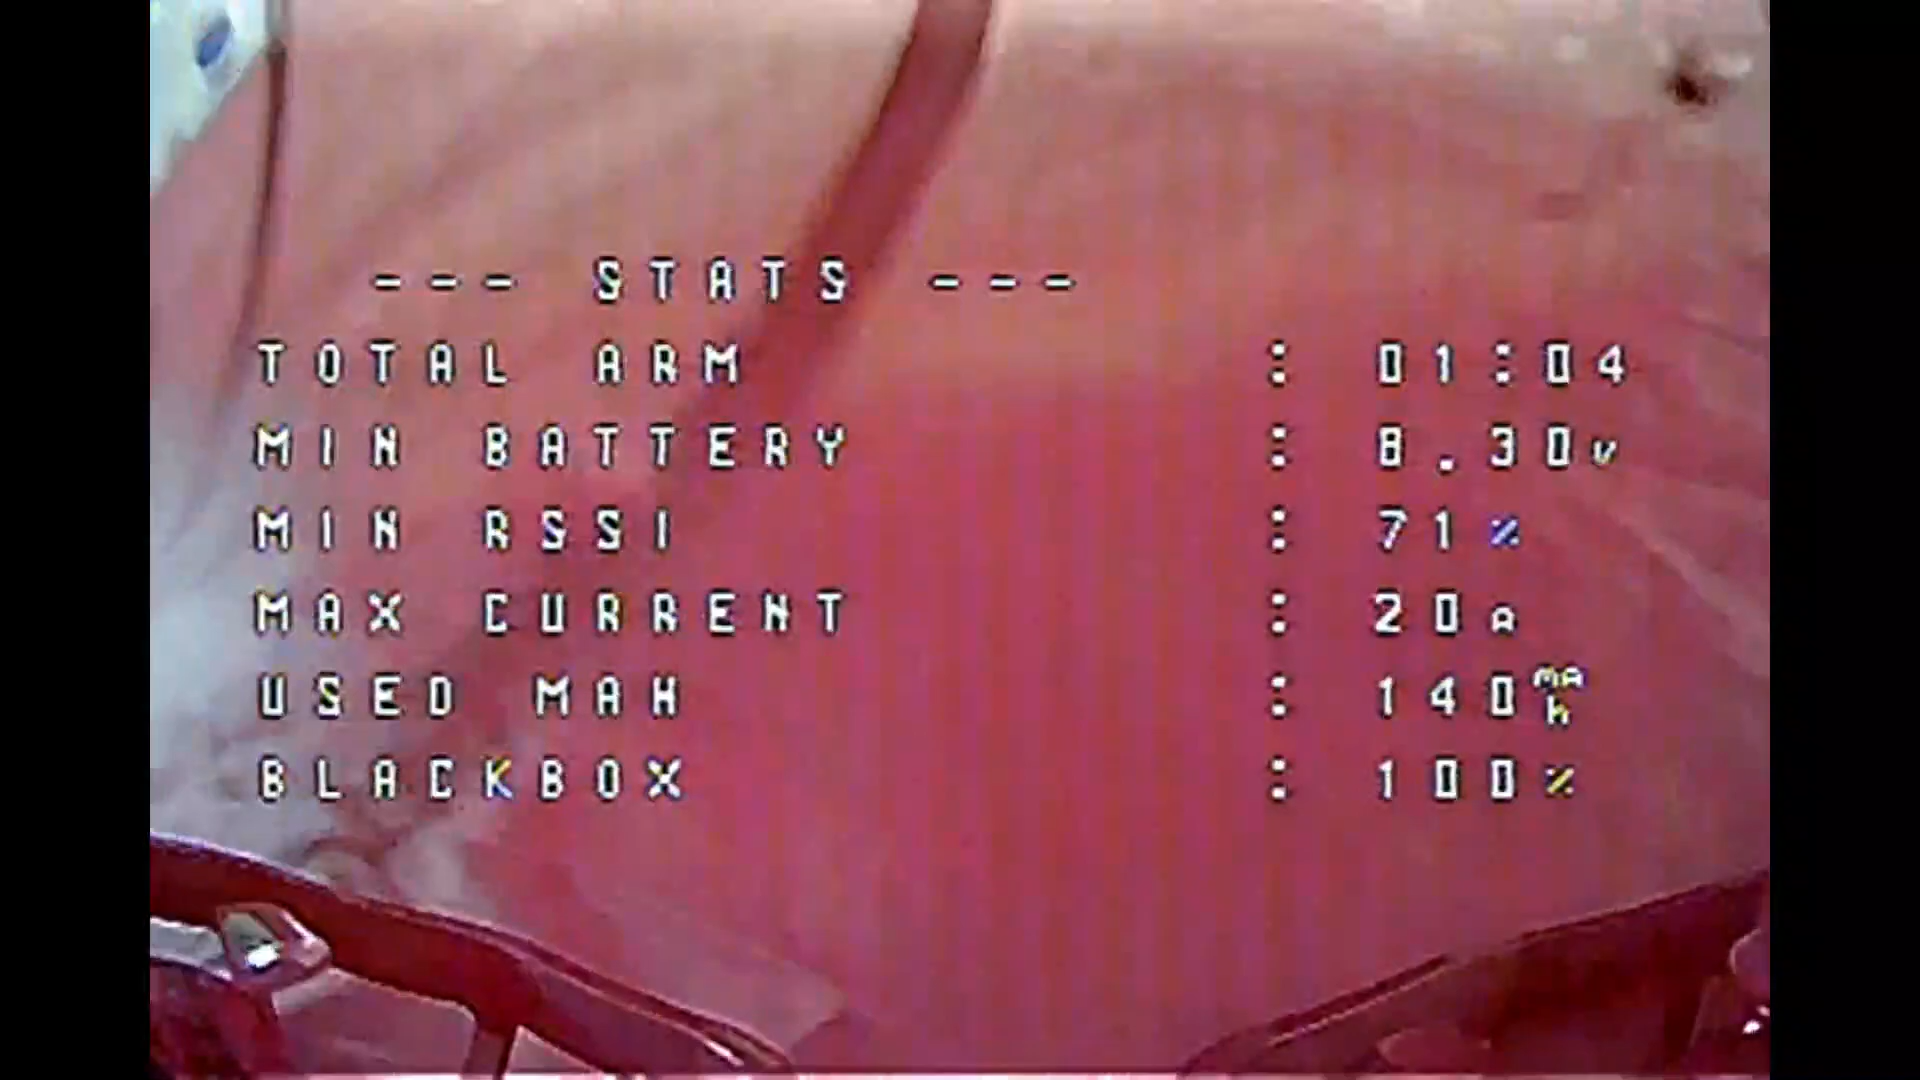 --- STATS ---
TOTAL ARM : 01:04
MIN BATTERY : 8.30V
MIN RSSI : 71%
MAX CURRENT : 20A
USED MAH : 140MAH
BLACKBOX : 100%